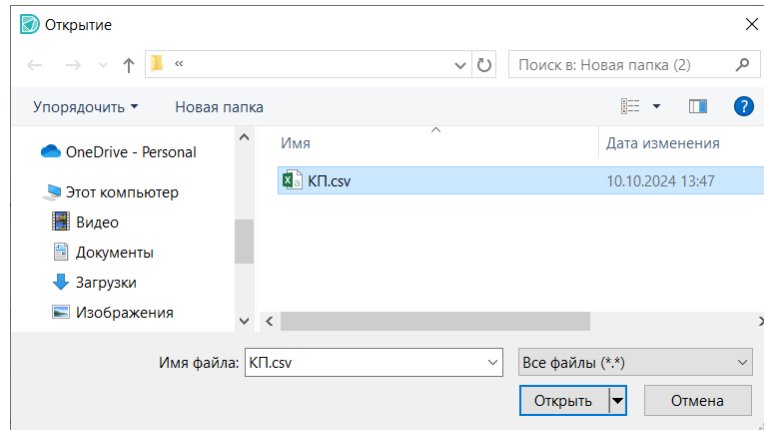 Открытие
«
Поиск в: Новая папка (2)
Упорядочить
Новая папка
?
OneDrive - Personal
Этот компьютер
Видео
Документы
Загрузки
Изображения
Имя
Дата изменения
КП.csv
10.10.2024 13:47
Имя файла:
КП.csv
Все файлы (*.*)
Открыть
Отмена